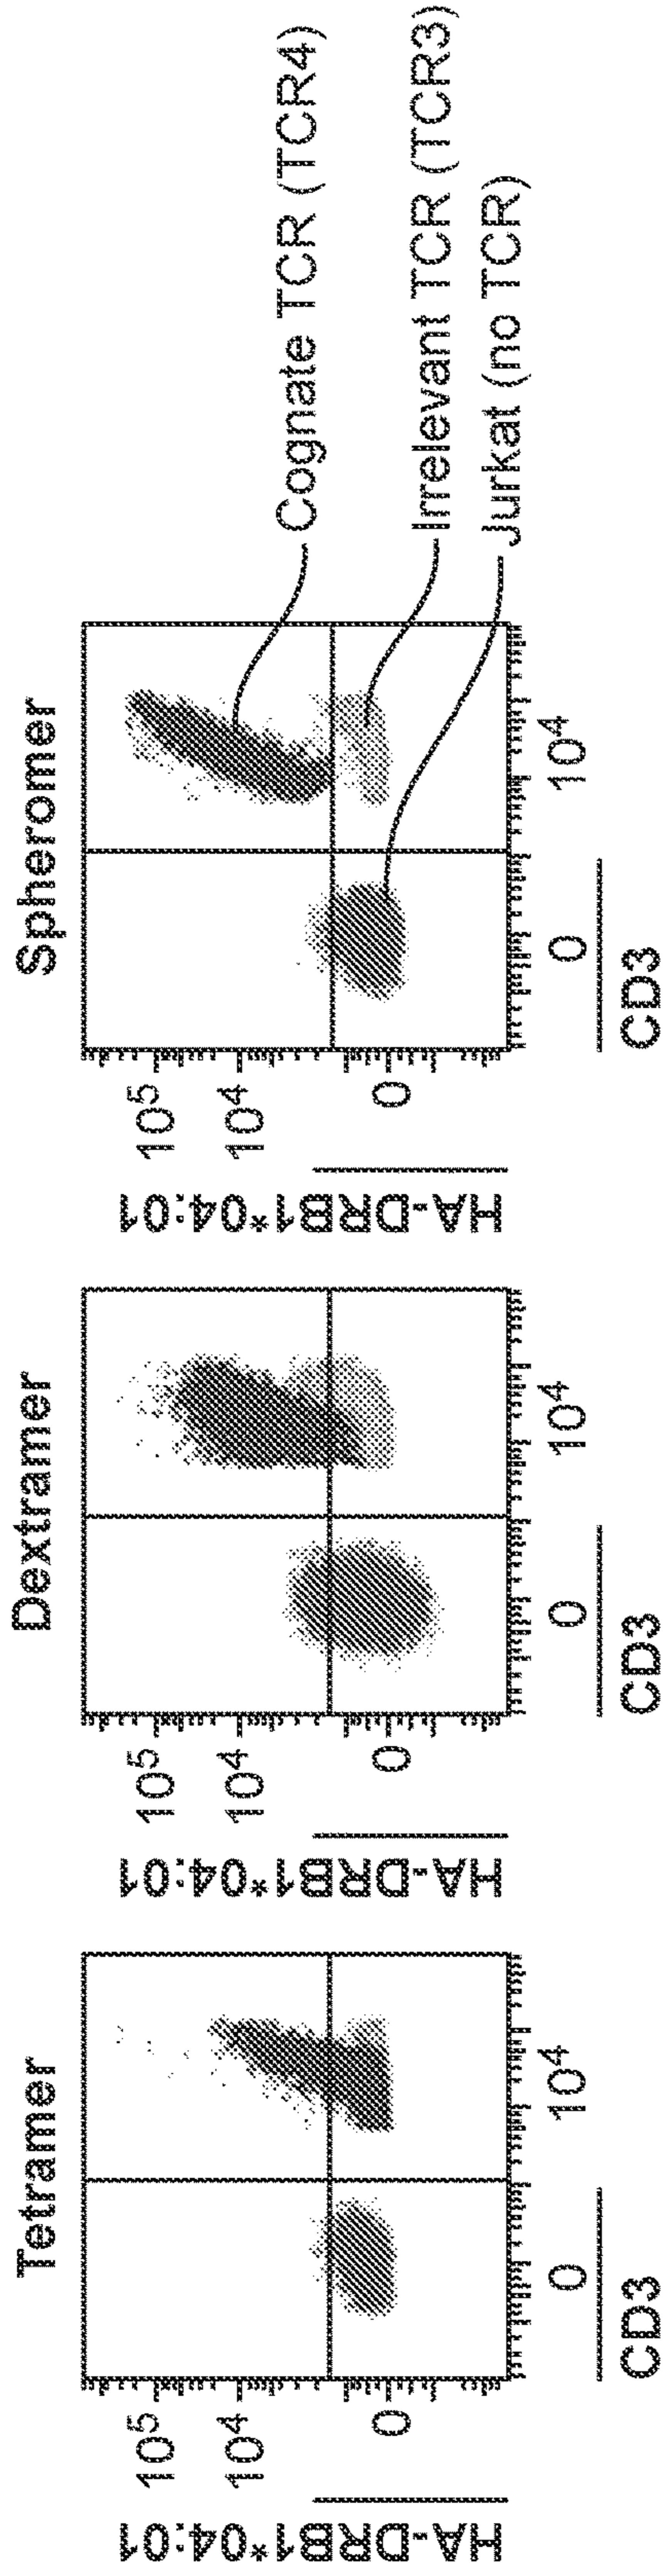 Tetramer
10⁵
10⁴
0
HA-DRB1*04:01
0
10⁴
CD3
Dextramer
10⁵
10⁴
0
HA-DRB1*04:01
0
10⁴
CD3
Spheromer
10⁵
10⁴
0
HA-DRB1*04:01
0
10⁴
CD3
Cognate TCR (TCR4)
Irrelevant TCR (TCR3)
Jurkat (no TCR)